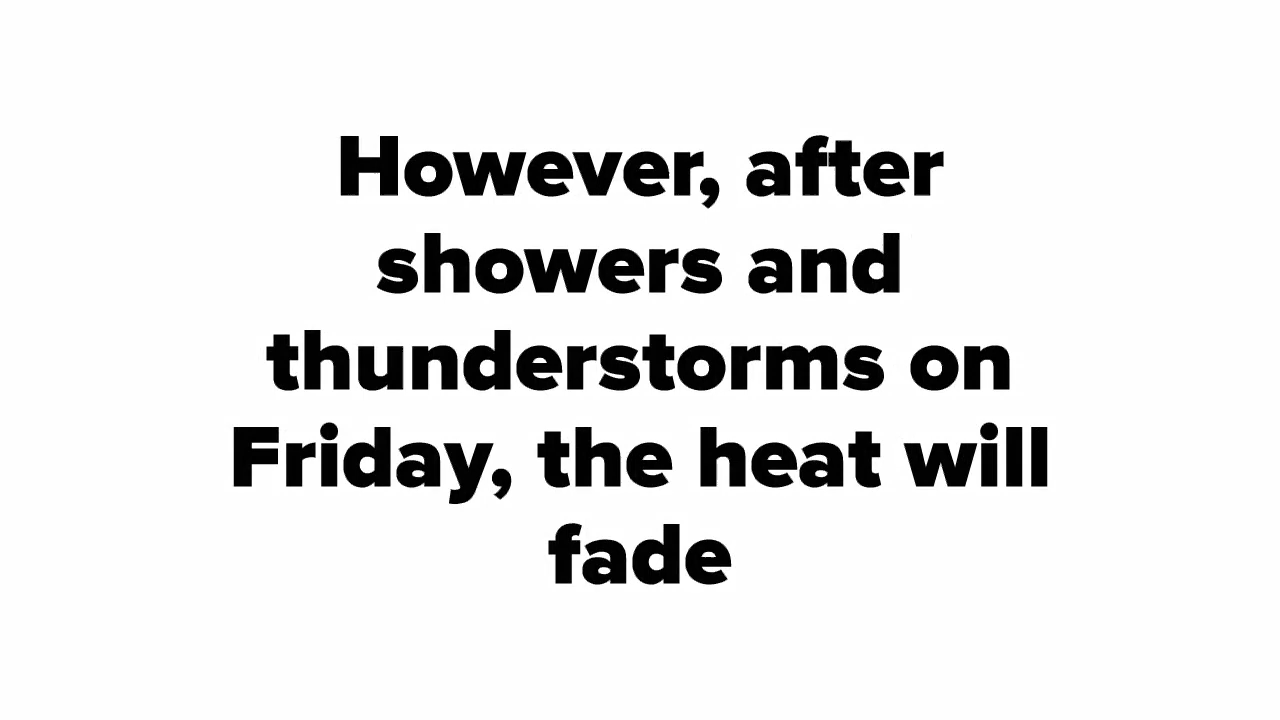 However, after
showers and
thunderstorms on
Friday, the heat will
fade